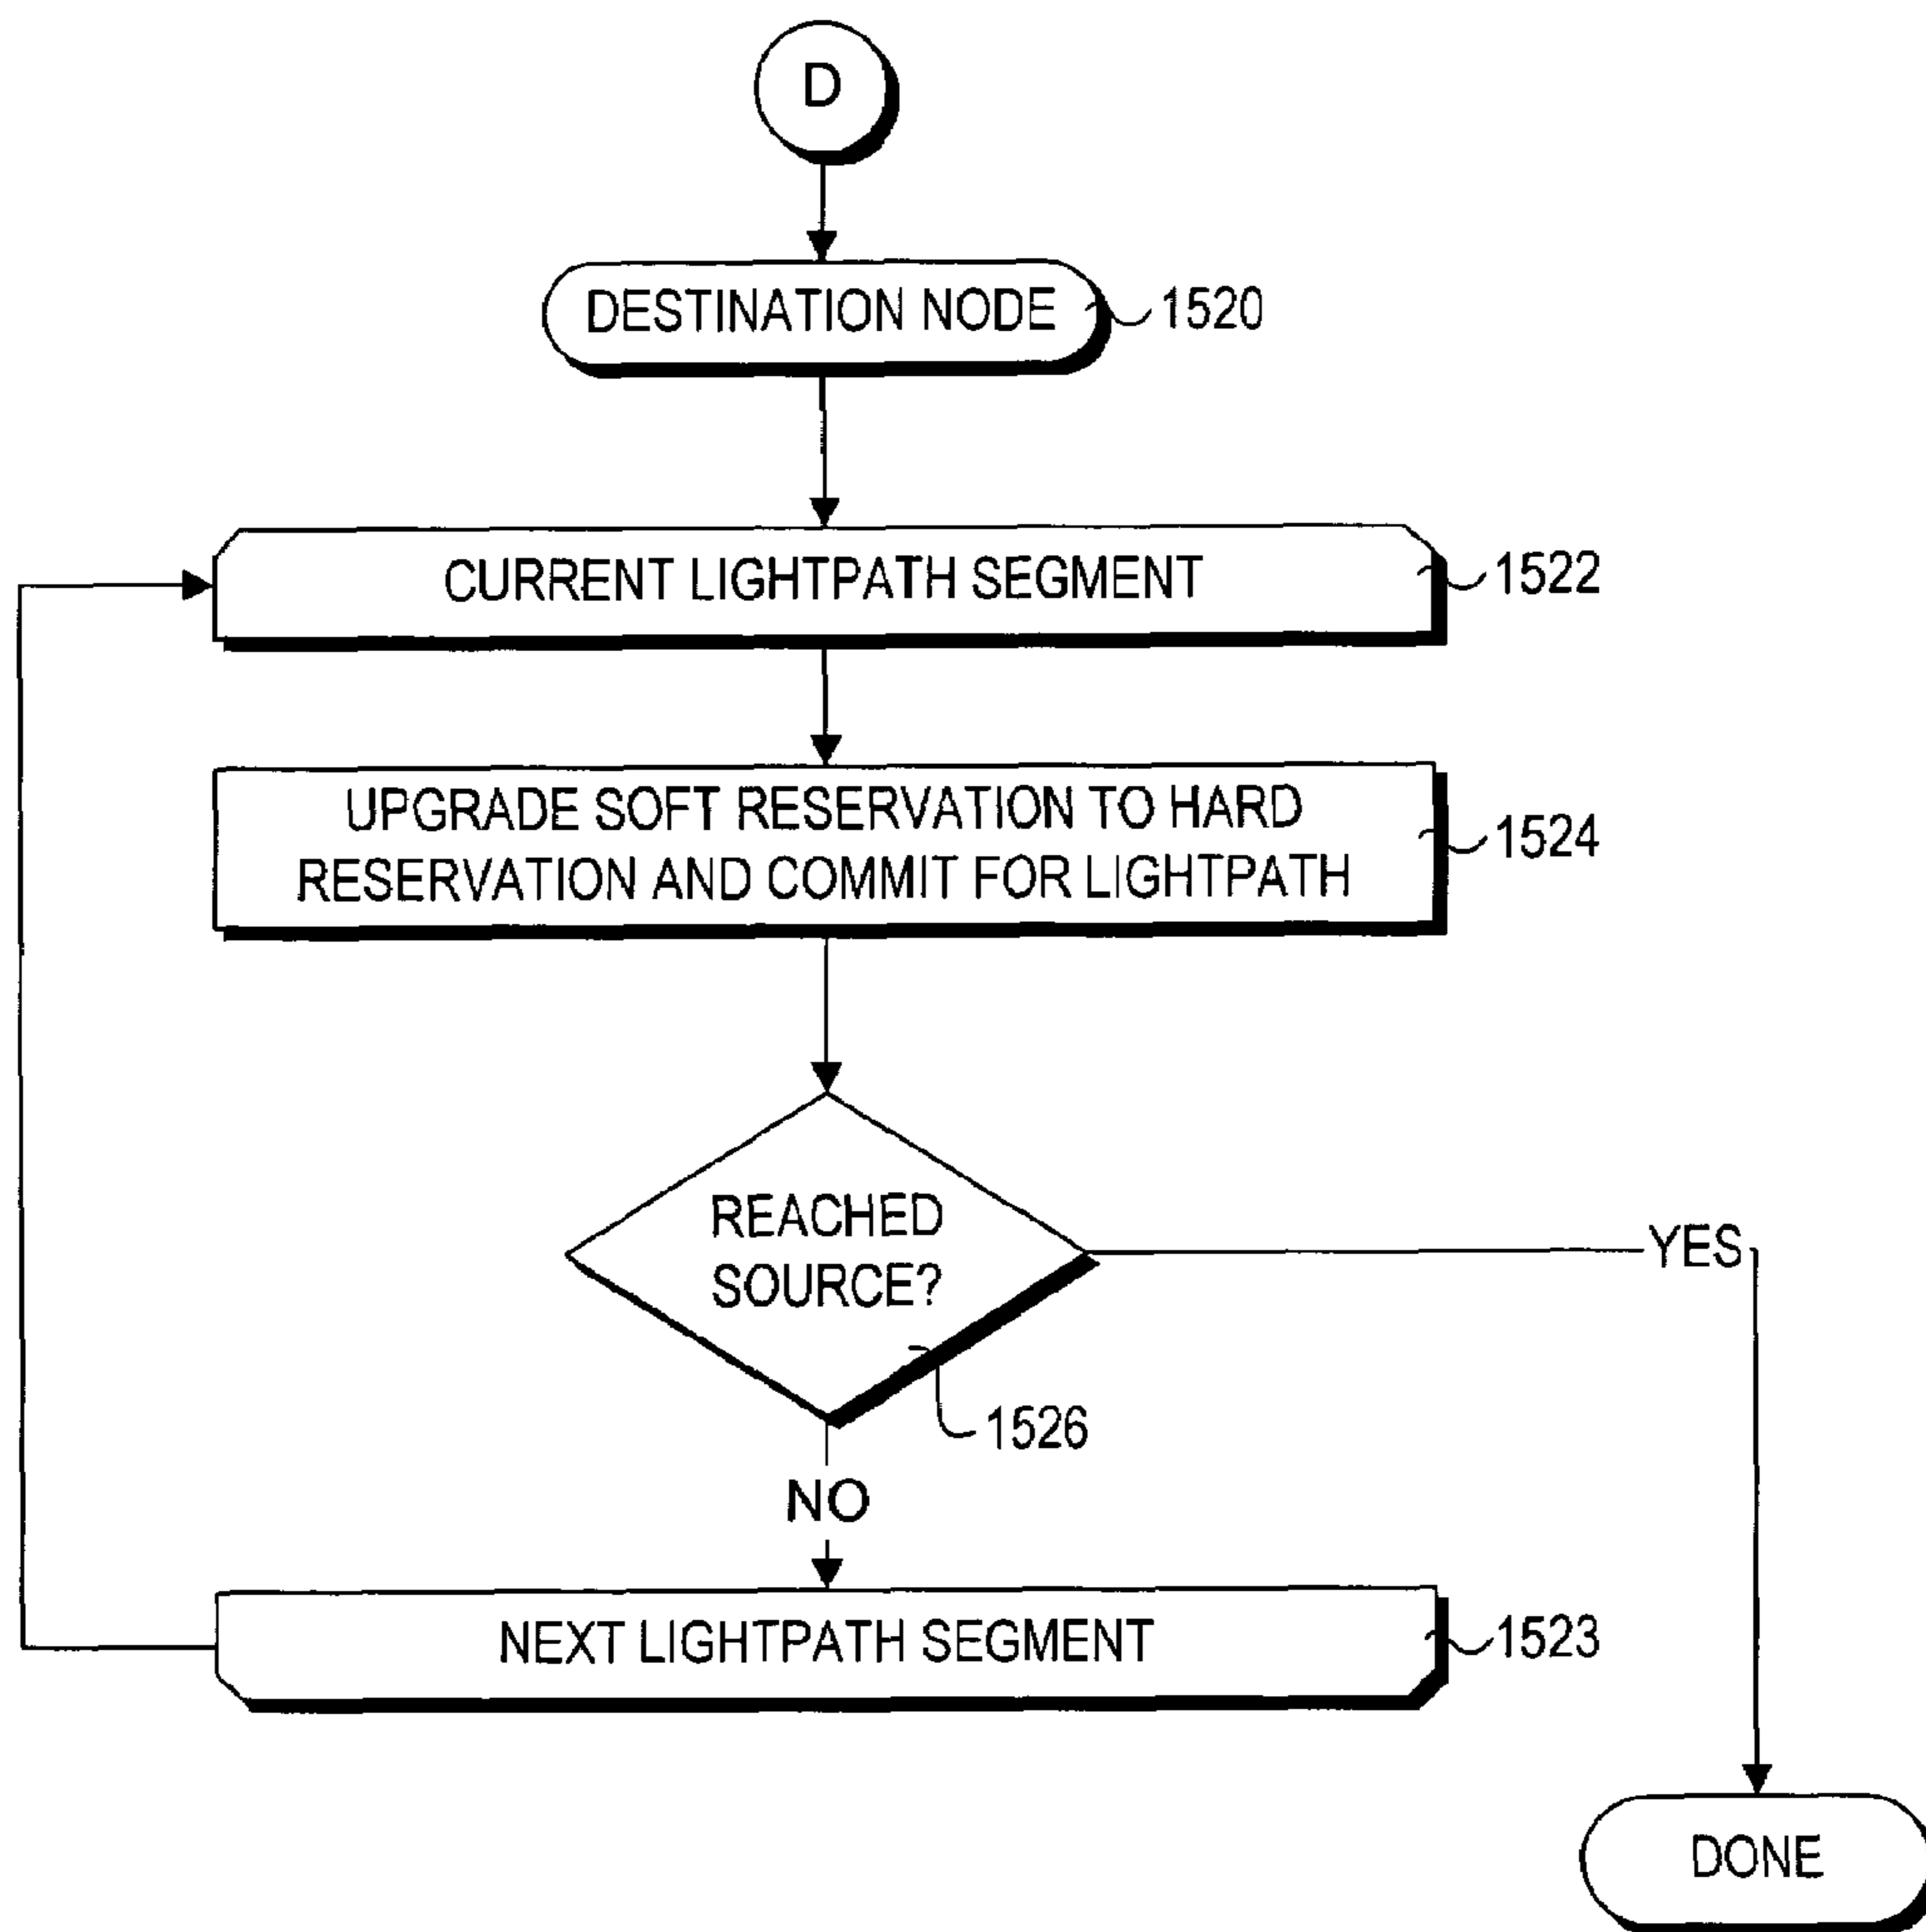 D
DESTINATION NODE
1520
CURRENT LIGHTPATH SEGMENT
1522
UPGRADE SOFT RESERVATION TO HARD
RESERVATION AND COMMIT FOR LIGHTPATH
1524
REACHED
SOURCE?
YES
1526
NO
NEXT LIGHTPATH SEGMENT
1523
DONE